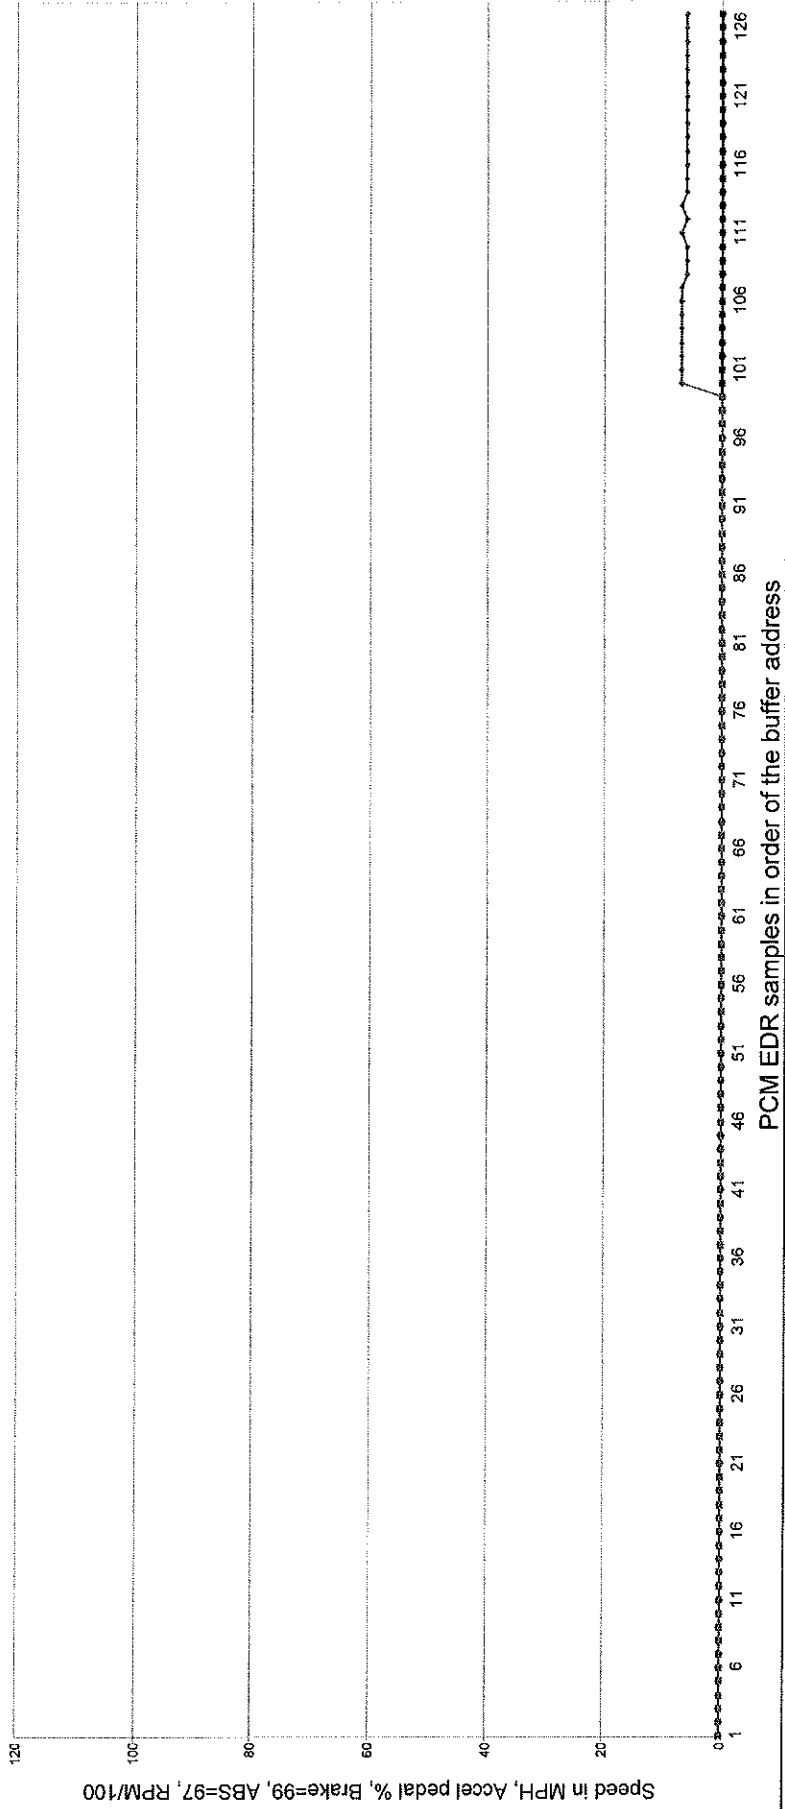 120
100
80
60
40
20
0
Speed in MPH, Accel pedal %, Brake=99, ABS=97, RPM/100
1 6 11 16 21 26 31 36 41 46 51 56 61 66 71 76 81 86 91 96 101 106 111 116 121 126
PCM EDR samples in order of the buffer address